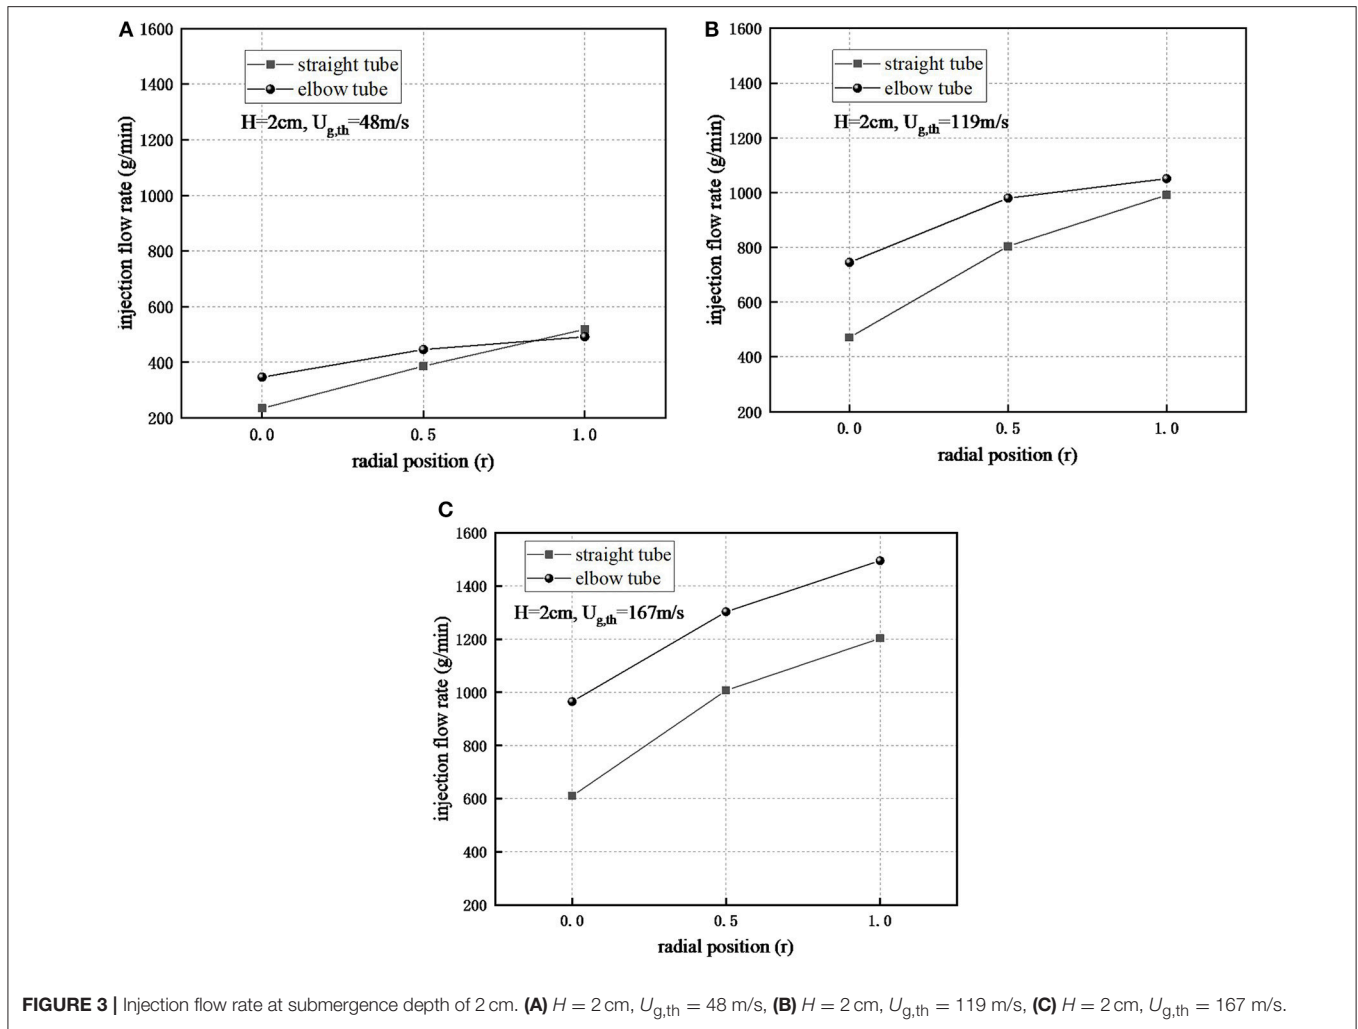 A
1600
1400
1200
1000
800
600
400
200
injection flow rate (g/min)
straight tube
elbow tube
H=2cm, Ug,th=48m/s
0.0
0.5
1.0
radial position (r)
B
1600
1400
1200
1000
800
600
400
200
injection flow rate (g/min)
straight tube
elbow tube
H=2cm, Ug,th=119m/s
0.0
0.5
1.0
radial position (r)
C
1600
1400
1200
1000
800
600
400
200
injection flow rate (g/min)
straight tube
elbow tube
H=2cm, Ug,th=167m/s
0.0
0.5
1.0
radial position (r)
FIGURE 3 | Injection flow rate at submergence depth of 2 cm. (A) H = 2 cm, Ug,th = 48 m/s, (B) H = 2 cm, Ug,th = 119 m/s, (C) H = 2 cm, Ug,th = 167 m/s.